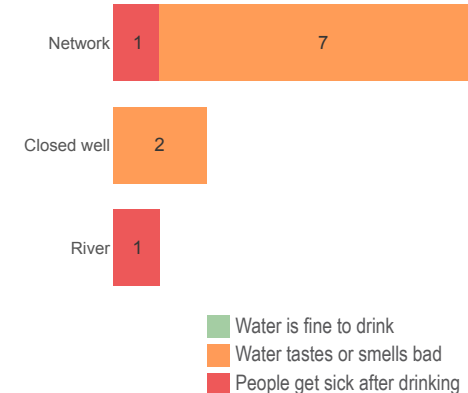 Network 1 7
Closed well 2
River 1
Water is fine to drink
Water tastes or smells bad
People get sick after drinking